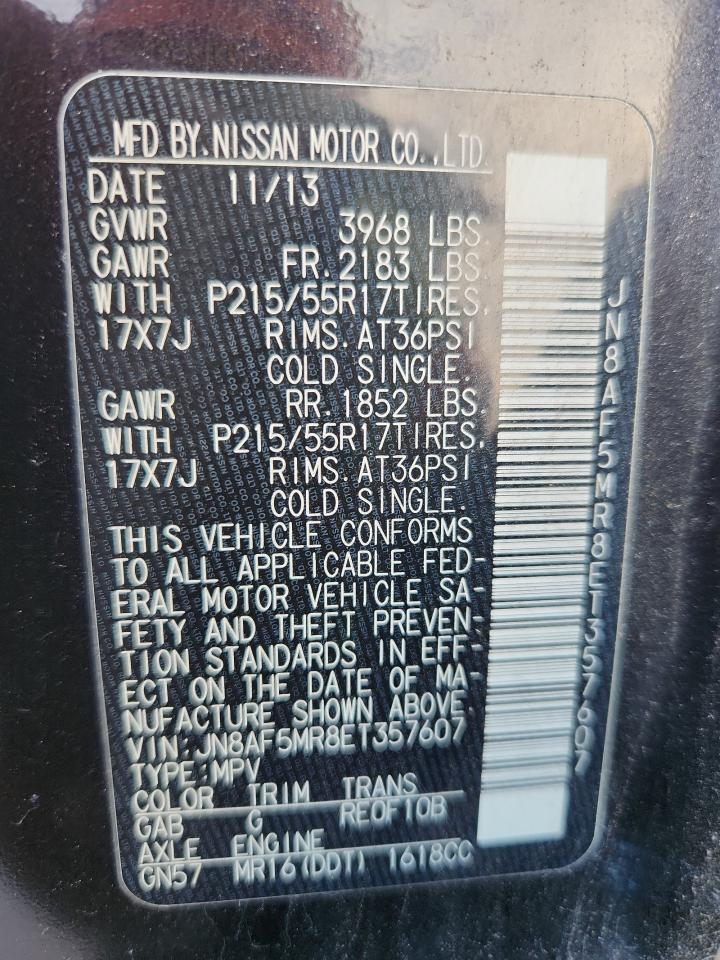 MFD BY.NISSAN MOTOR CO.,LTD.
DATE 11/13
GVWR 3968 LBS.
GAWR FR.2183 LBS.
WITH P215/55R17TIRES,
17X7J RIMS.AT36PSI
COLD SINGLE.
GAWR RR.1852 LBS.
WITH P215/55R17TIRES,
17X7J RIMS.AT36PSI
COLD SINGLE.
THIS VEHICLE CONFORMS
TO ALL APPLICABLE FED-
ERAL MOTOR VEHICLE SA-
FETY AND THEFT PREVEN-
TION STANDARDS IN EFF-
ECT ON THE DATE OF MA-
NUFACTURE SHOWN ABOVE.
VIN:JN8AF5MR8ET357607
TYPE:MPV
COLOR TRIM TRANS
GAB G RE0F10B
AXLE ENGINE
GN57 MR16(DDT) 1618CC
JN8AF5MR8ET357607